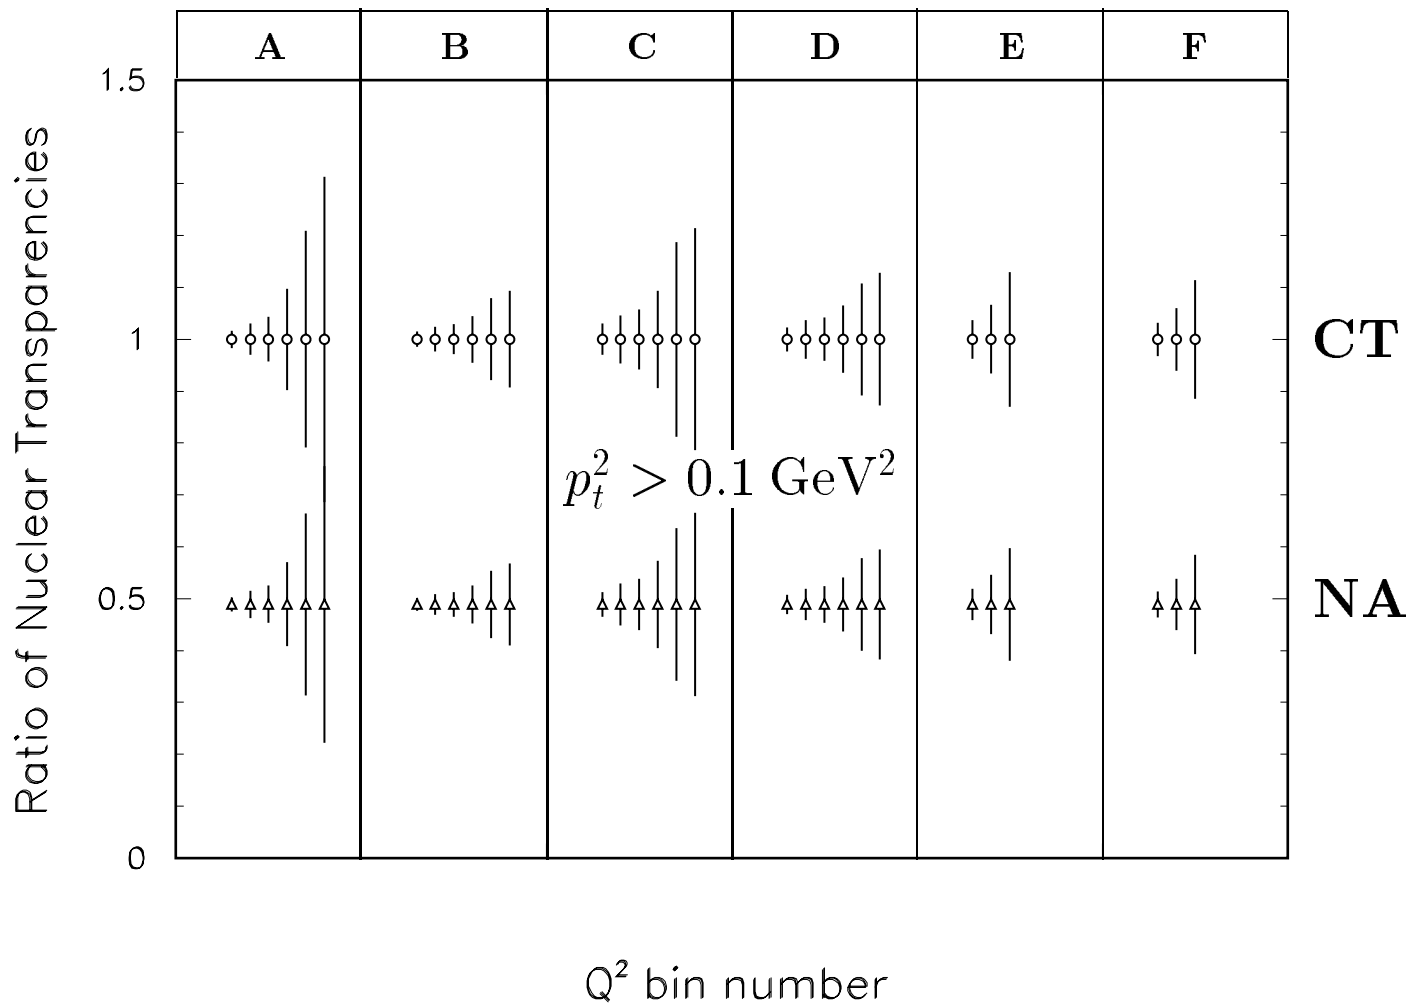 A B C D E F
1.5
1
0.5
0
Ratio of Nuclear Transparencies
CT
p_t^2 > 0.1 GeV^2
NA
Q^2 bin number